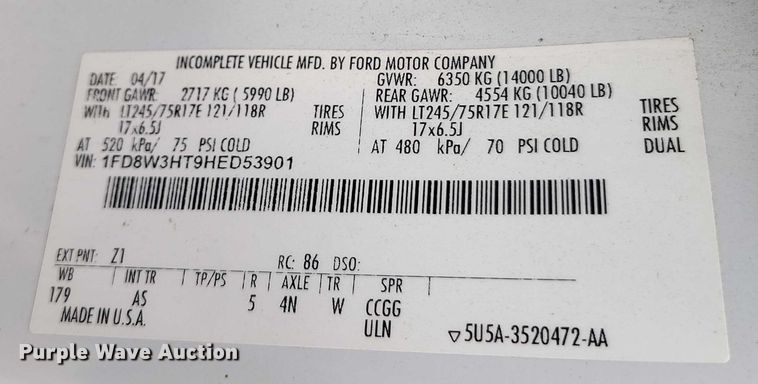 INCOMPLETE VEHICLE MFD. BY FORD MOTOR COMPANY
DATE: 04/17 GVWR: 6350 KG (14000 LB)
FRONT GAWR: 2717 KG ( 5990 LB) REAR GAWR: 4554 KG (10040 LB)
WITH LT245/75R17E 121/118R TIRES WITH LT245/75R17E 121/118R TIRES
17x6.5J RIMS 17x6.5J RIMS
AT 520 kPa/ 75 PSI COLD AT 480 kPa/ 70 PSI COLD DUAL
VIN: 1FD8W3HT9HED53901
EXT PNT: Z1 RC: 86 DSO:
WB INT TR TP/PS R AXLE TR SPR
179 AS 5 4N W CCGG
MADE IN U.S.A. ULN ▽5U5A-3520472-AA
Purple Wave Auction